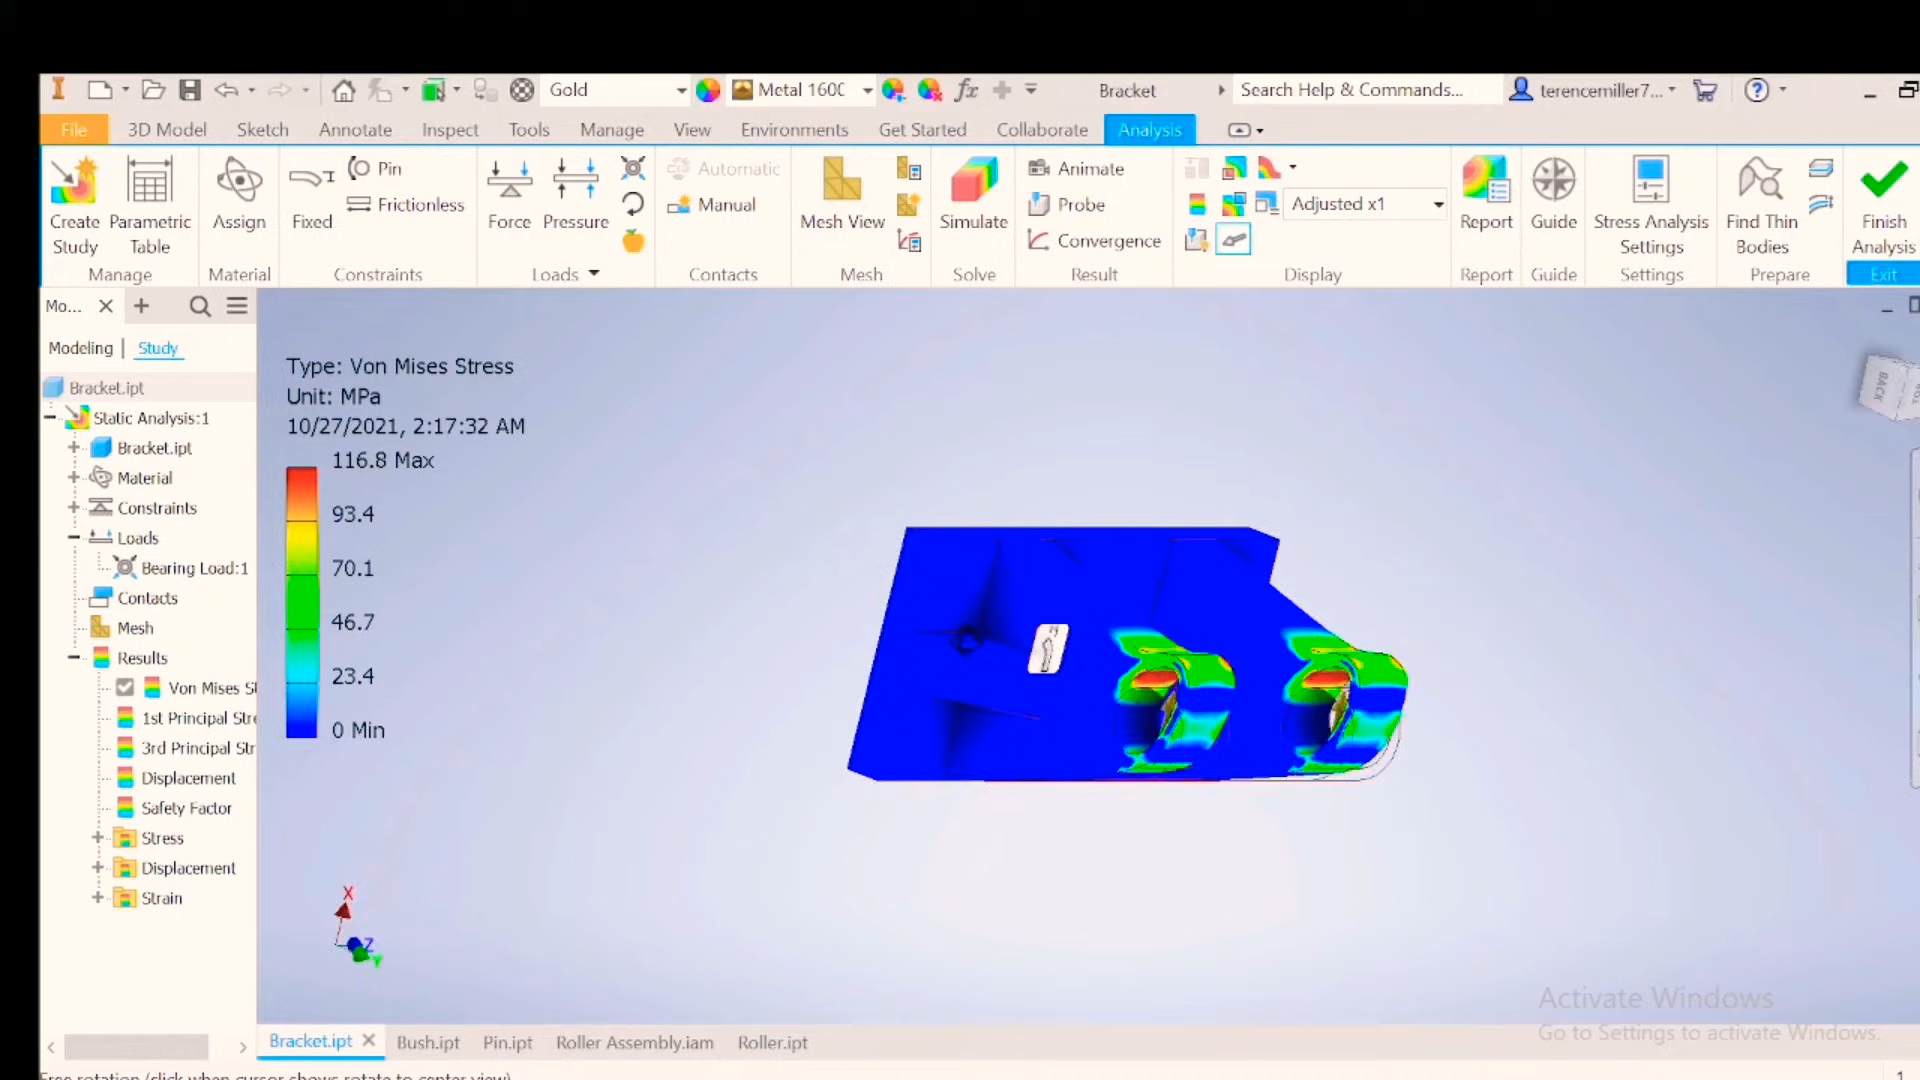 Gold
Metal 160
Bracket
Search Help & Commands...
terencemiller7...
File
3D Model
Sketch
Annotate
Inspect
Tools
Manage
View
Environments
Get Started
Collaborate
Analysis
Create Study
Parametric Table
Manage
Assign
Material
Fixed
Pin
Frictionless
Constraints
Force
Pressure
Loads
Automatic
Manual
Contacts
Mesh View
Mesh
Simulate
Solve
Animate
Probe
Convergence
Result
Adjusted x1
Display
Report
Report
Guide
Guide
Stress Analysis Settings
Settings
Find Thin Bodies
Prepare
Finish Analysis
Exit
Mo...
Modeling
Study
Bracket.ipt
Static Analysis:1
Bracket.ipt
Material
Constraints
Loads
Bearing Load:1
Contacts
Mesh
Results
Von Mises S
1st Principal Stre
3rd Principal Str
Displacement
Safety Factor
Stress
Displacement
Strain
Type: Von Mises Stress
Unit: MPa
10/27/2021, 2:17:32 AM
116.8 Max
93.4
70.1
46.7
23.4
0 Min
BACK
X
Z
Y
Activate Windows
Go to Settings to activate Windows.
Bracket.ipt
Bush.ipt
Pin.ipt
Roller Assembly.iam
Roller.ipt
Free rotation (click when cursor shows rotate to center view)
1